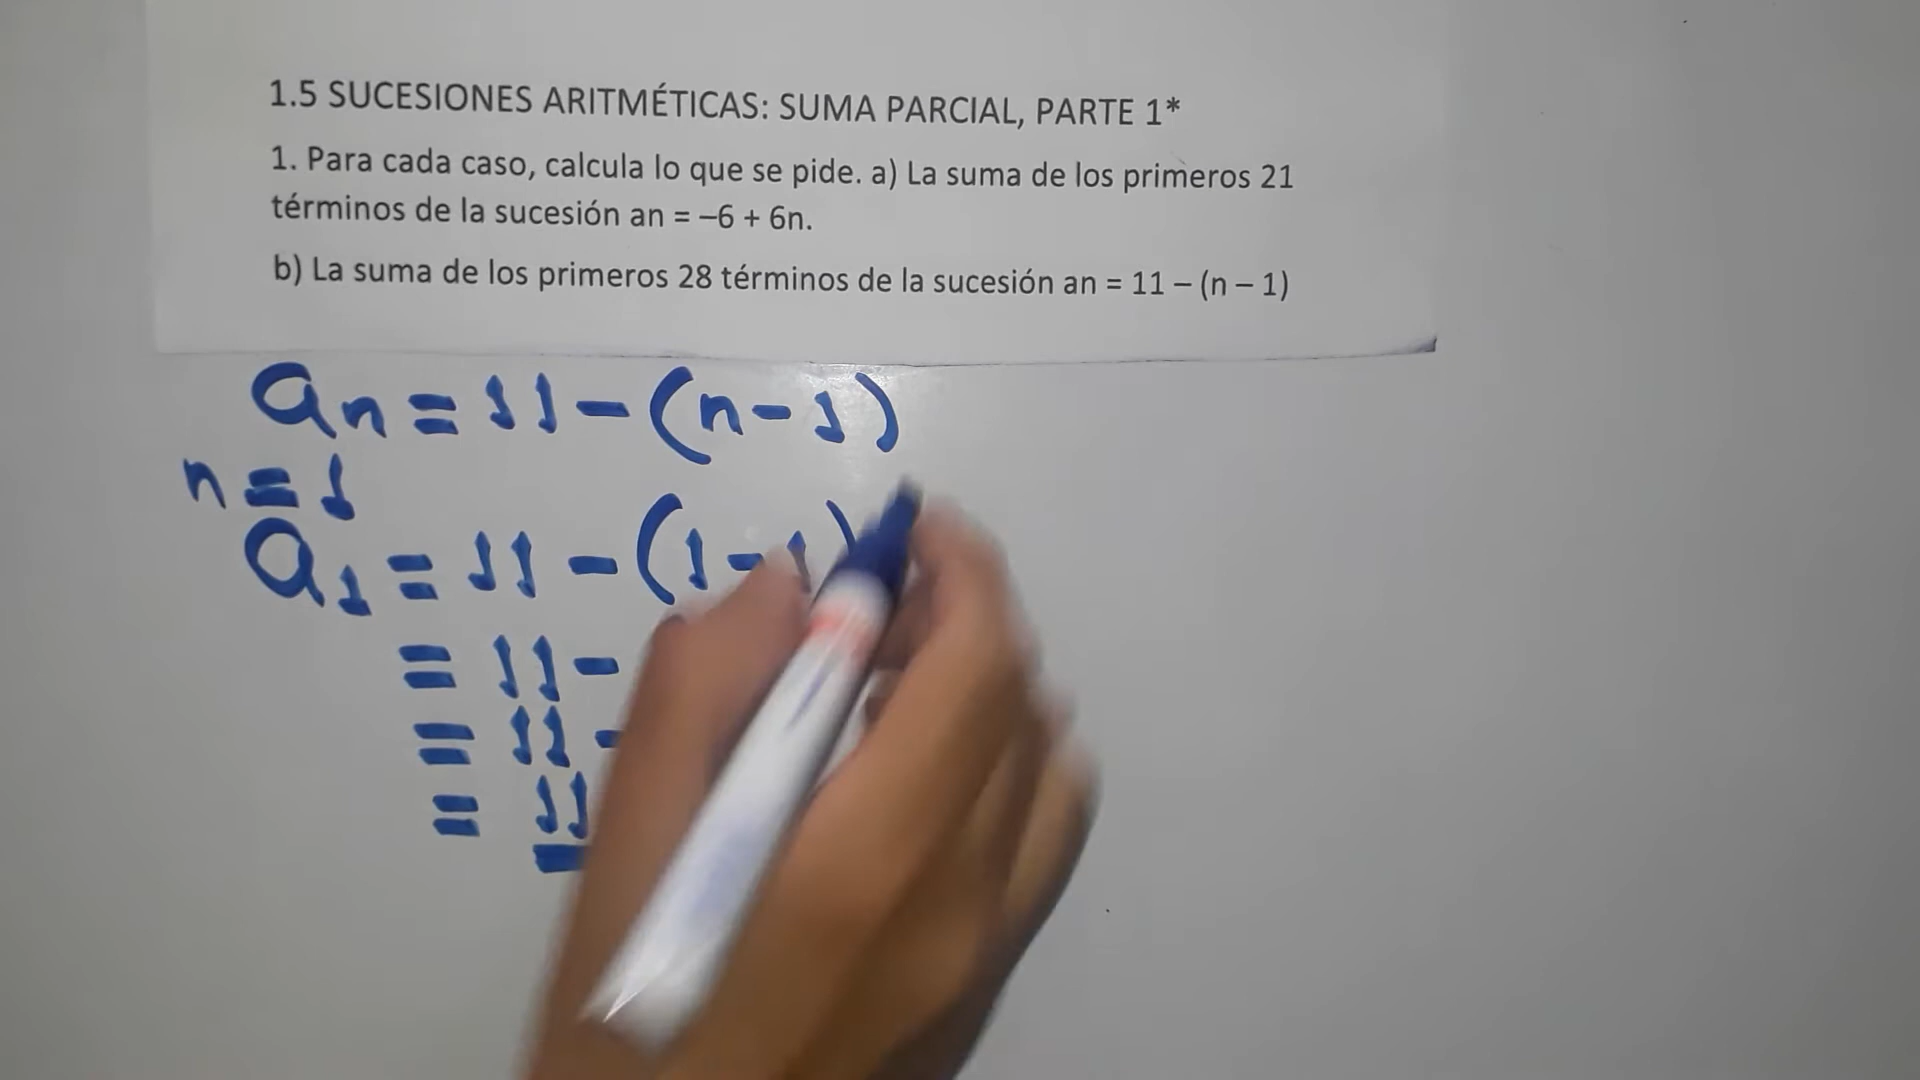 1.5 SUCESIONES ARITMÉTICAS: SUMA PARCIAL, PARTE 1*
1. Para cada caso, calcula lo que se pide. a) La suma de los primeros 21
términos de la sucesión an = –6 + 6n.
b) La suma de los primeros 28 términos de la sucesión an = 11 – (n – 1)
an = 11 - (n - 1)
n = 1
a1 = 11 - (1 - 1)
= 11 -
= 11 -
= 11